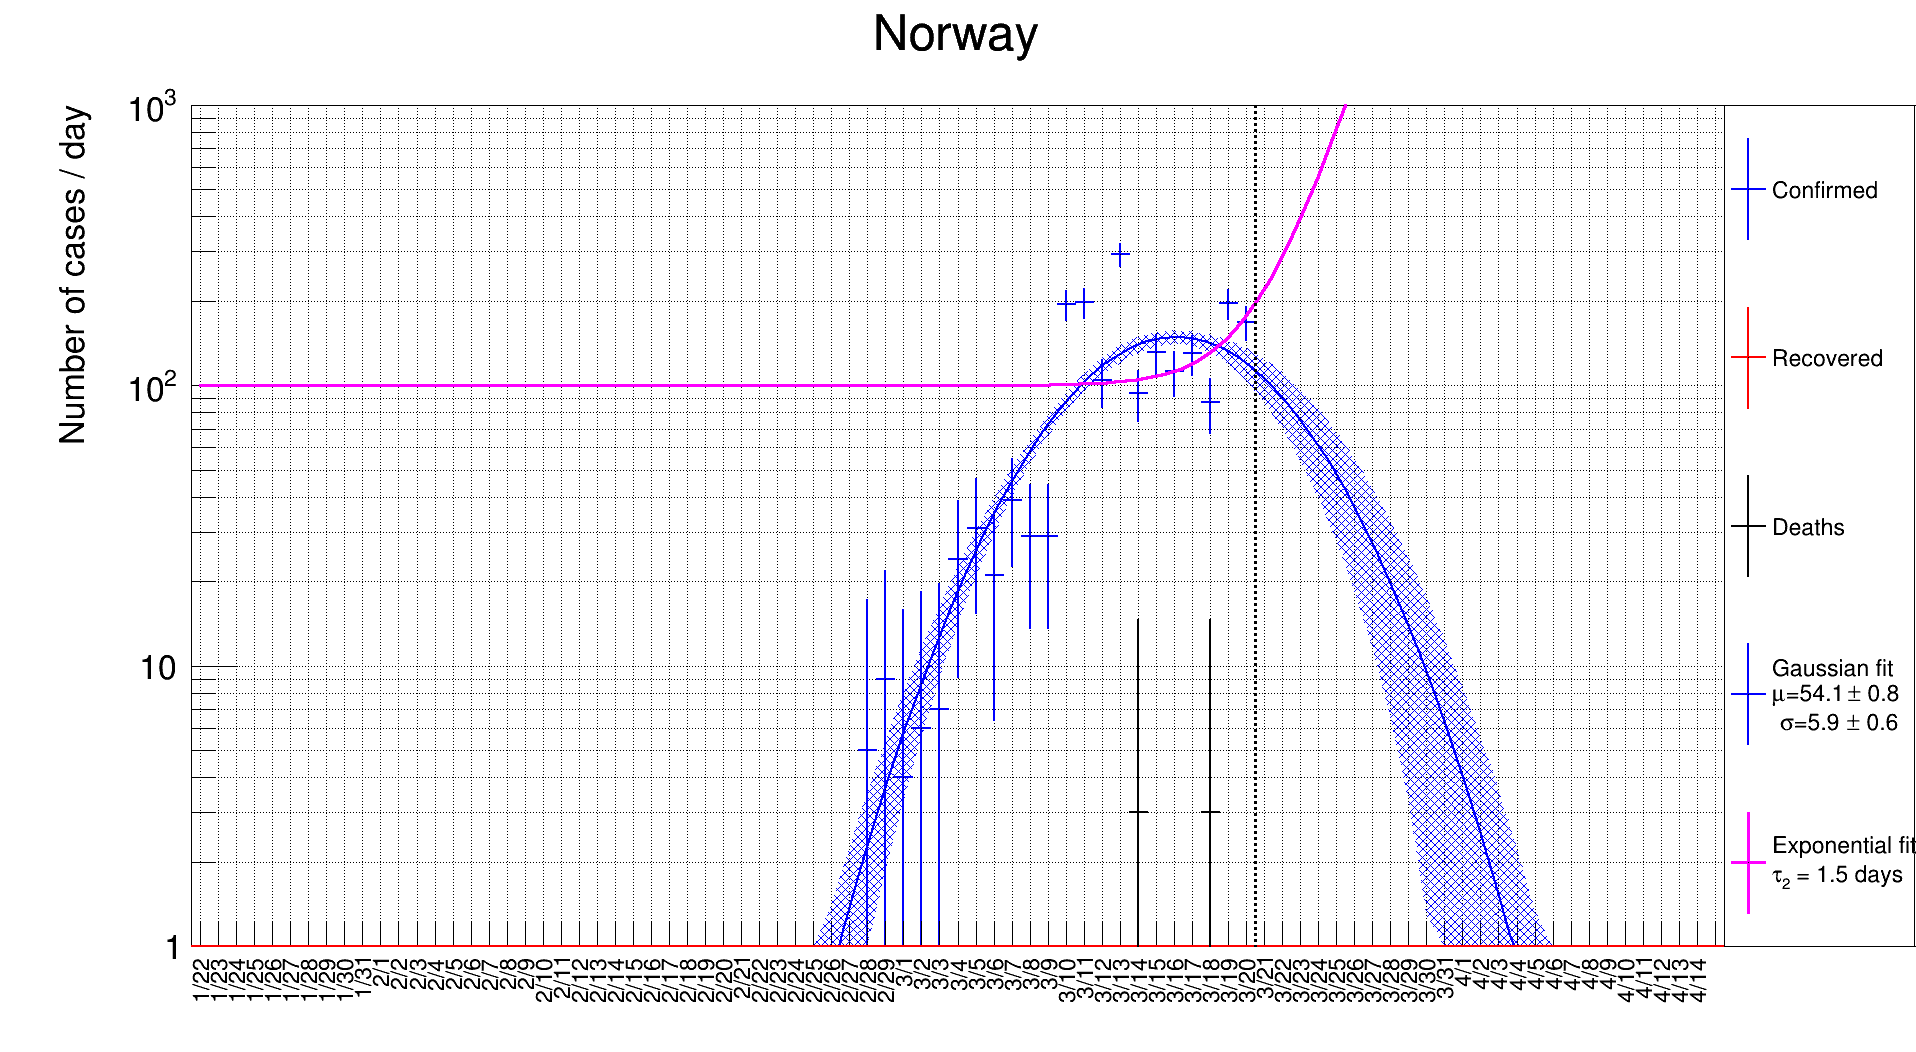 Norway
Number of cases / day
10³
10²
10
1
1/22 1/23 1/24 1/25 1/26 1/27 1/28 1/29 1/30 1/31 2/1 2/2 2/3 2/4 2/5 2/6 2/7 2/8 2/9 2/10 2/11 2/12 2/13 2/14 2/15 2/16 2/17 2/18 2/19 2/20 2/21 2/22 2/23 2/24 2/25 2/26 2/27 2/28 2/29 3/1 3/2 3/3 3/4 3/5 3/6 3/7 3/8 3/9 3/10 3/11 3/12 3/13 3/14 3/15 3/16 3/17 3/18 3/19 3/20 3/21 3/22 3/23 3/24 3/25 3/26 3/27 3/28 3/29 3/30 3/31 4/1 4/2 4/3 4/4 4/5 4/6 4/7 4/8 4/9 4/10 4/11 4/12 4/13 4/14
Confirmed
Recovered
Deaths
Gaussian fit
μ=54.1 ± 0.8
σ=5.9 ± 0.6
Exponential fit
τ₂ = 1.5 days